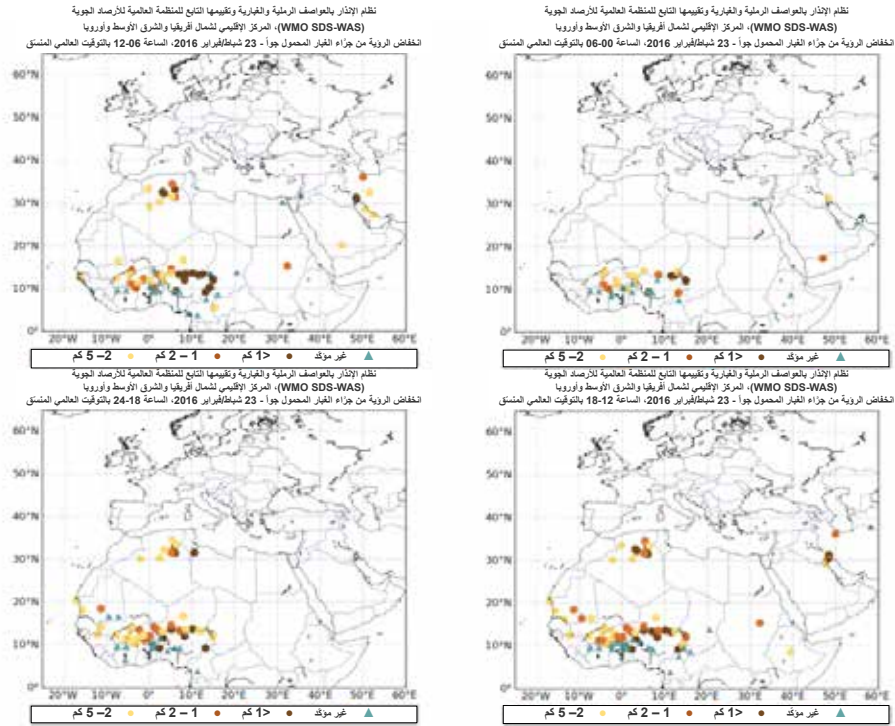 نظام الإنذار بالعواصف الرملية والغبارية وتقييمها التابع للمنظمة العالمية للأرصاد الجوية
(WMO SDS-WAS)، المركز الإقليمي لشمال أفريقيا والشرق الأوسط وأوروبا
انخفاض الرؤية من جرّاء الغبار المحمول جواً - 23 شباط/فبراير 2016، الساعة 00-06 بالتوقيت العالمي المنسّق
60°N
50°N
40°N
30°N
20°N
10°N
0°
20°W 10°W 0° 10°E 20°E 30°E 40°E 50°E 60°E
غير مؤكد <1 كم 1 – 2 كم 2– 5 كم
نظام الإنذار بالعواصف الرملية والغبارية وتقييمها التابع للمنظمة العالمية للأرصاد الجوية
(WMO SDS-WAS)، المركز الإقليمي لشمال أفريقيا والشرق الأوسط وأوروبا
انخفاض الرؤية من جرّاء الغبار المحمول جواً - 23 شباط/فبراير 2016، الساعة 06-12 بالتوقيت العالمي المنسّق
60°N
50°N
40°N
30°N
20°N
10°N
0°
20°W 10°W 0° 10°E 20°E 30°E 40°E 50°E 60°E
غير مؤكد <1 كم 1 – 2 كم 2– 5 كم
نظام الإنذار بالعواصف الرملية والغبارية وتقييمها التابع للمنظمة العالمية للأرصاد الجوية
(WMO SDS-WAS)، المركز الإقليمي لشمال أفريقيا والشرق الأوسط وأوروبا
انخفاض الرؤية من جرّاء الغبار المحمول جواً - 23 شباط/فبراير 2016، الساعة 12-18 بالتوقيت العالمي المنسّق
60°N
50°N
40°N
30°N
20°N
10°N
0°
20°W 10°W 0° 10°E 20°E 30°E 40°E 50°E 60°E
غير مؤكد <1 كم 1 – 2 كم 2– 5 كم
نظام الإنذار بالعواصف الرملية والغبارية وتقييمها التابع للمنظمة العالمية للأرصاد الجوية
(WMO SDS-WAS)، المركز الإقليمي لشمال أفريقيا والشرق الأوسط وأوروبا
انخفاض الرؤية من جرّاء الغبار المحمول جواً - 23 شباط/فبراير 2016، الساعة 18-24 بالتوقيت العالمي المنسّق
60°N
50°N
40°N
30°N
20°N
10°N
0°
20°W 10°W 0° 10°E 20°E 30°E 40°E 50°E 60°E
غير مؤكد <1 كم 1 – 2 كم 2– 5 كم